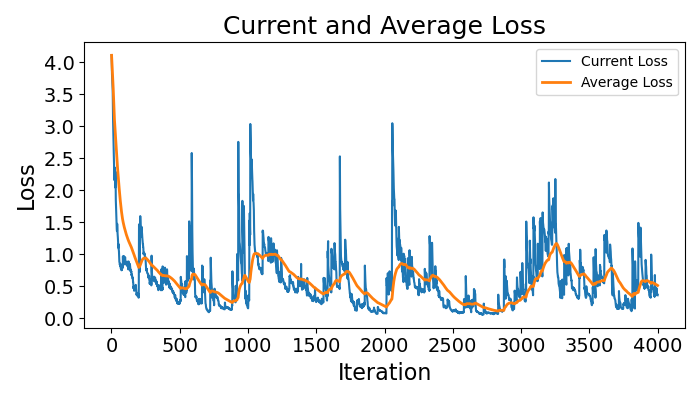 Current and Average Loss
Current Loss
Average Loss
Loss
4.0
3.5
3.0
2.5
2.0
1.5
1.0
0.5
0.0
0 500 1000 1500 2000 2500 3000 3500 4000
Iteration